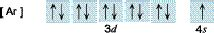 [Ar] ↑↓ ↑↓ ↑↓ ↑↓ ↑↓ ↑
3d 4s